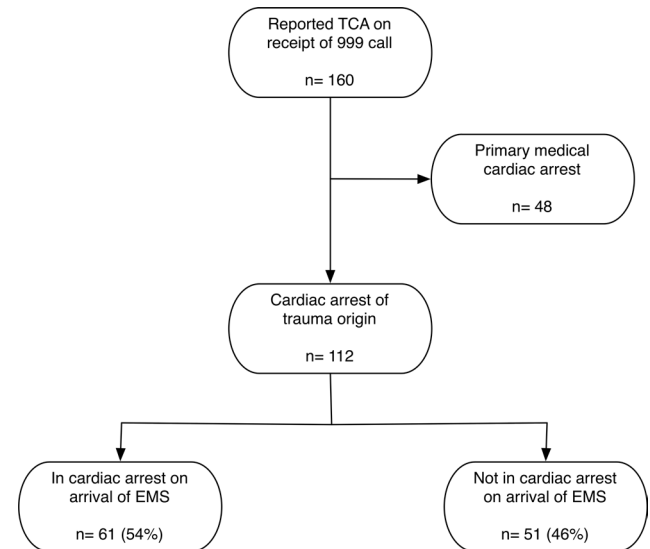 Reported TCA on
receipt of 999 call
n= 160
Primary medical
cardiac arrest
n= 48
Cardiac arrest of
trauma origin
n= 112
In cardiac arrest on
arrival of EMS
n= 61 (54%)
Not in cardiac arrest
on arrival of EMS
n= 51 (46%)